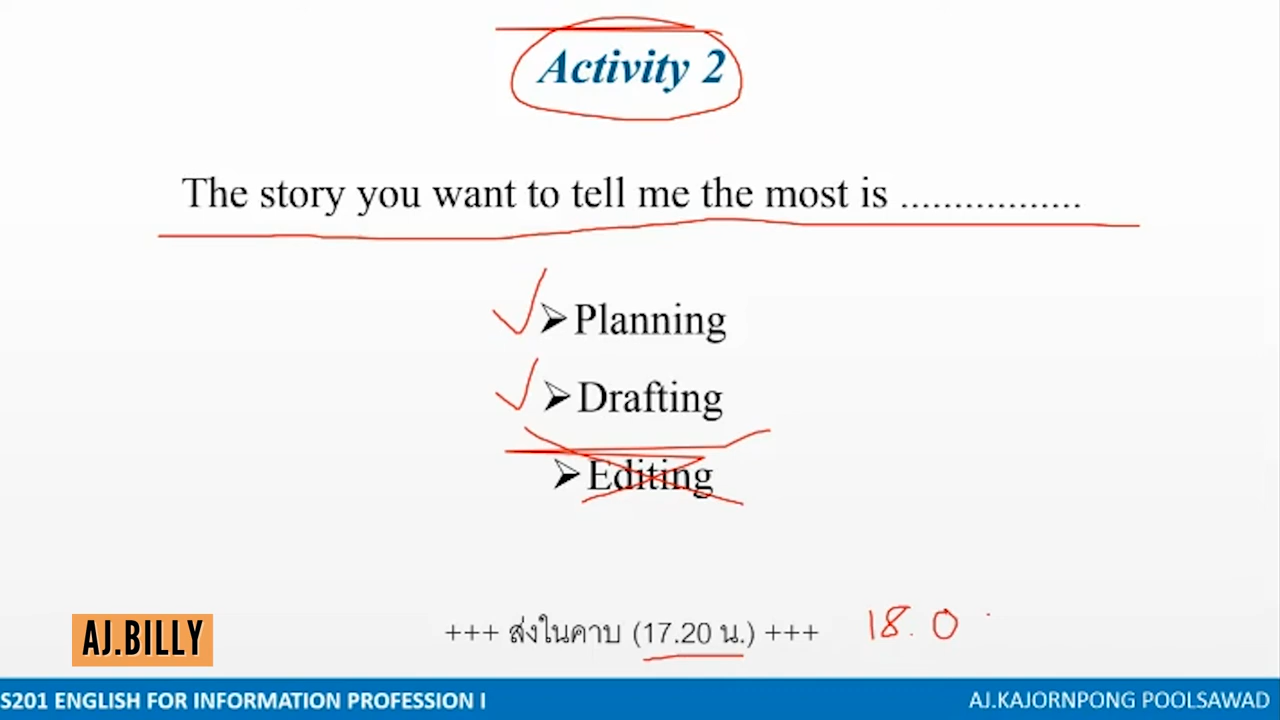 Activity 2
The story you want to tell me the most is .................
➢Planning
➢Drafting
➢Editing
+++ ส่งในคาบ (17.20 น.) +++ 18.0
AJ.BILLY
S201 ENGLISH FOR INFORMATION PROFESSION I
AJ.KAJORNPONG POOLSAWAD